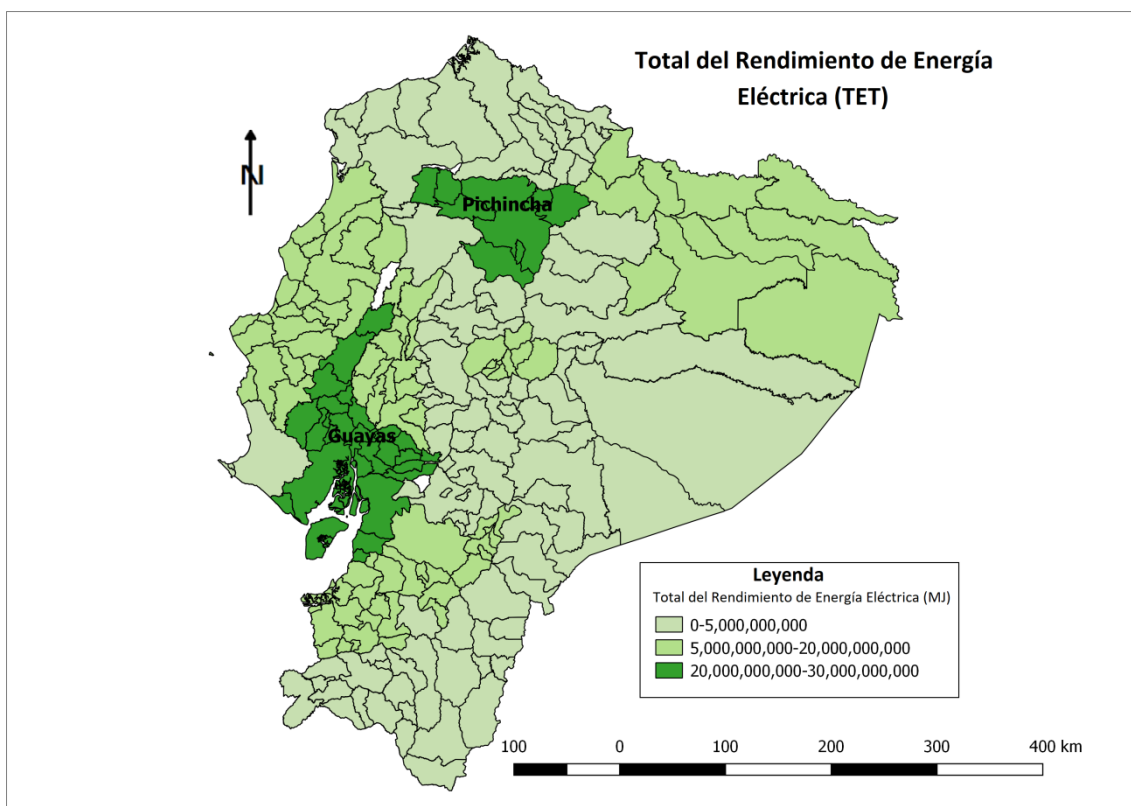 Total del Rendimiento de Energía
Eléctrica (TET)
N
Pichincha
Guayas
Leyenda
Total del Rendimiento de Energía Eléctrica (MJ)
0-5,000,000,000
5,000,000,000-20,000,000,000
20,000,000,000-30,000,000,000
100 0 100 200 300 400 km